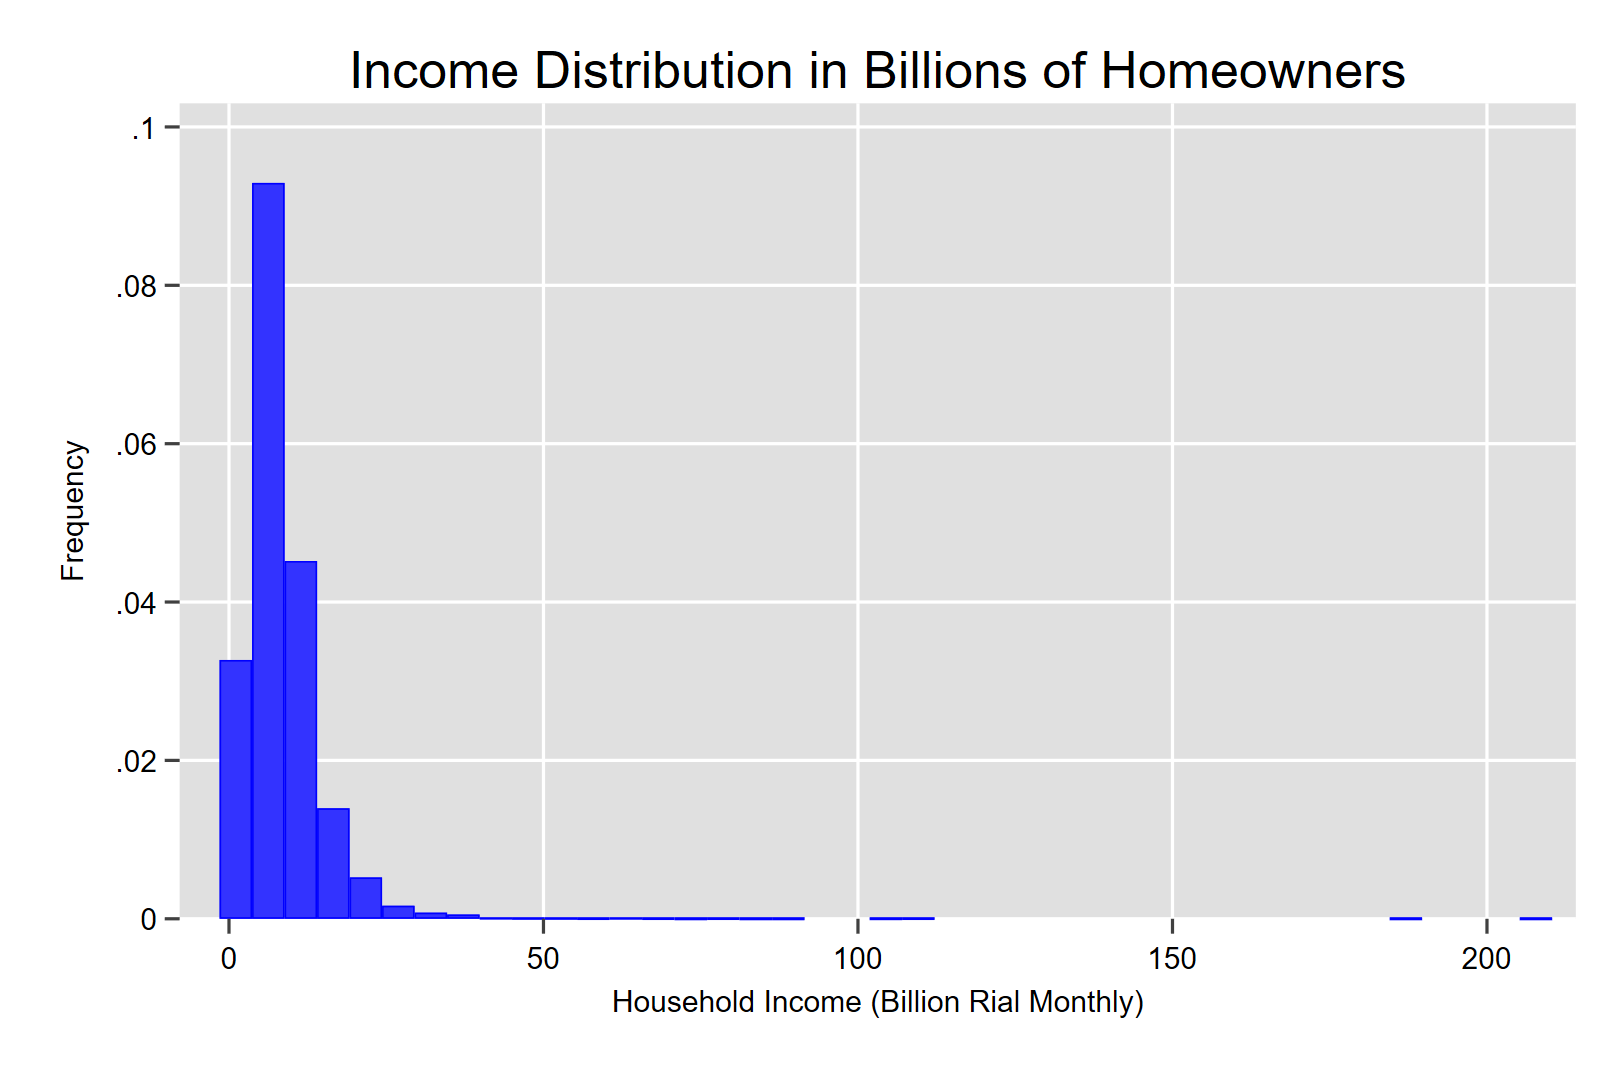 Income Distribution in Billions of Homeowners
.1
.08
.06
.04
.02
0
Frequency
0 50 100 150 200
Household Income (Billion Rial Monthly)